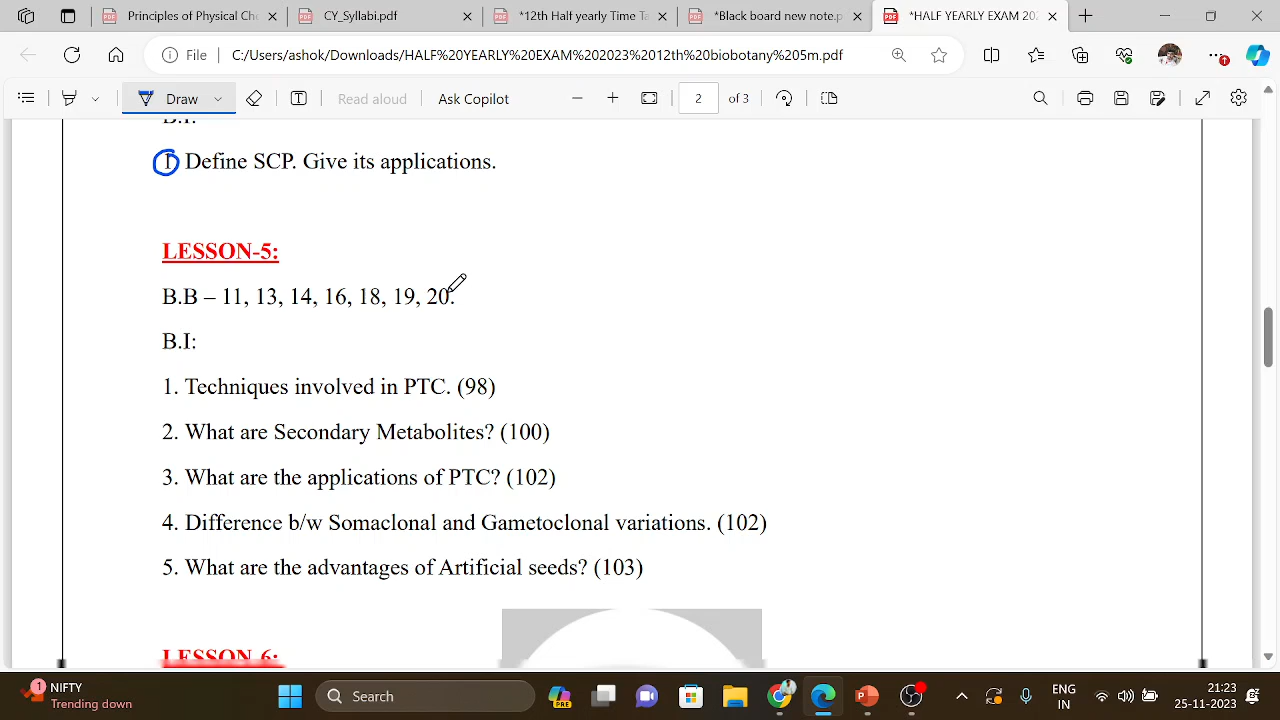 Principles of Physical Ch
CY_Syllabi.pdf
*12th Half yearly Time Ta
*Black board new note.p
*HALF YEARLY EXAM 202
File
C:/Users/ashok/Downloads/HALF%20YEARLY%20EXAM%202023%2012th%20biobotany%205m.pdf
Draw
Read aloud
Ask Copilot
2
of 3
B.I:
1 Define SCP. Give its applications.
LESSON-5:
B.B – 11, 13, 14, 16, 18, 19, 20.
B.I:
1. Techniques involved in PTC. (98)
2. What are Secondary Metabolites? (100)
3. What are the applications of PTC? (102)
4. Difference b/w Somaclonal and Gametoclonal variations. (102)
5. What are the advantages of Artificial seeds? (103)
LESSON-6:
1
NIFTY
Trending down
Search
PRE
ENG
IN
21:23
25-11-2023